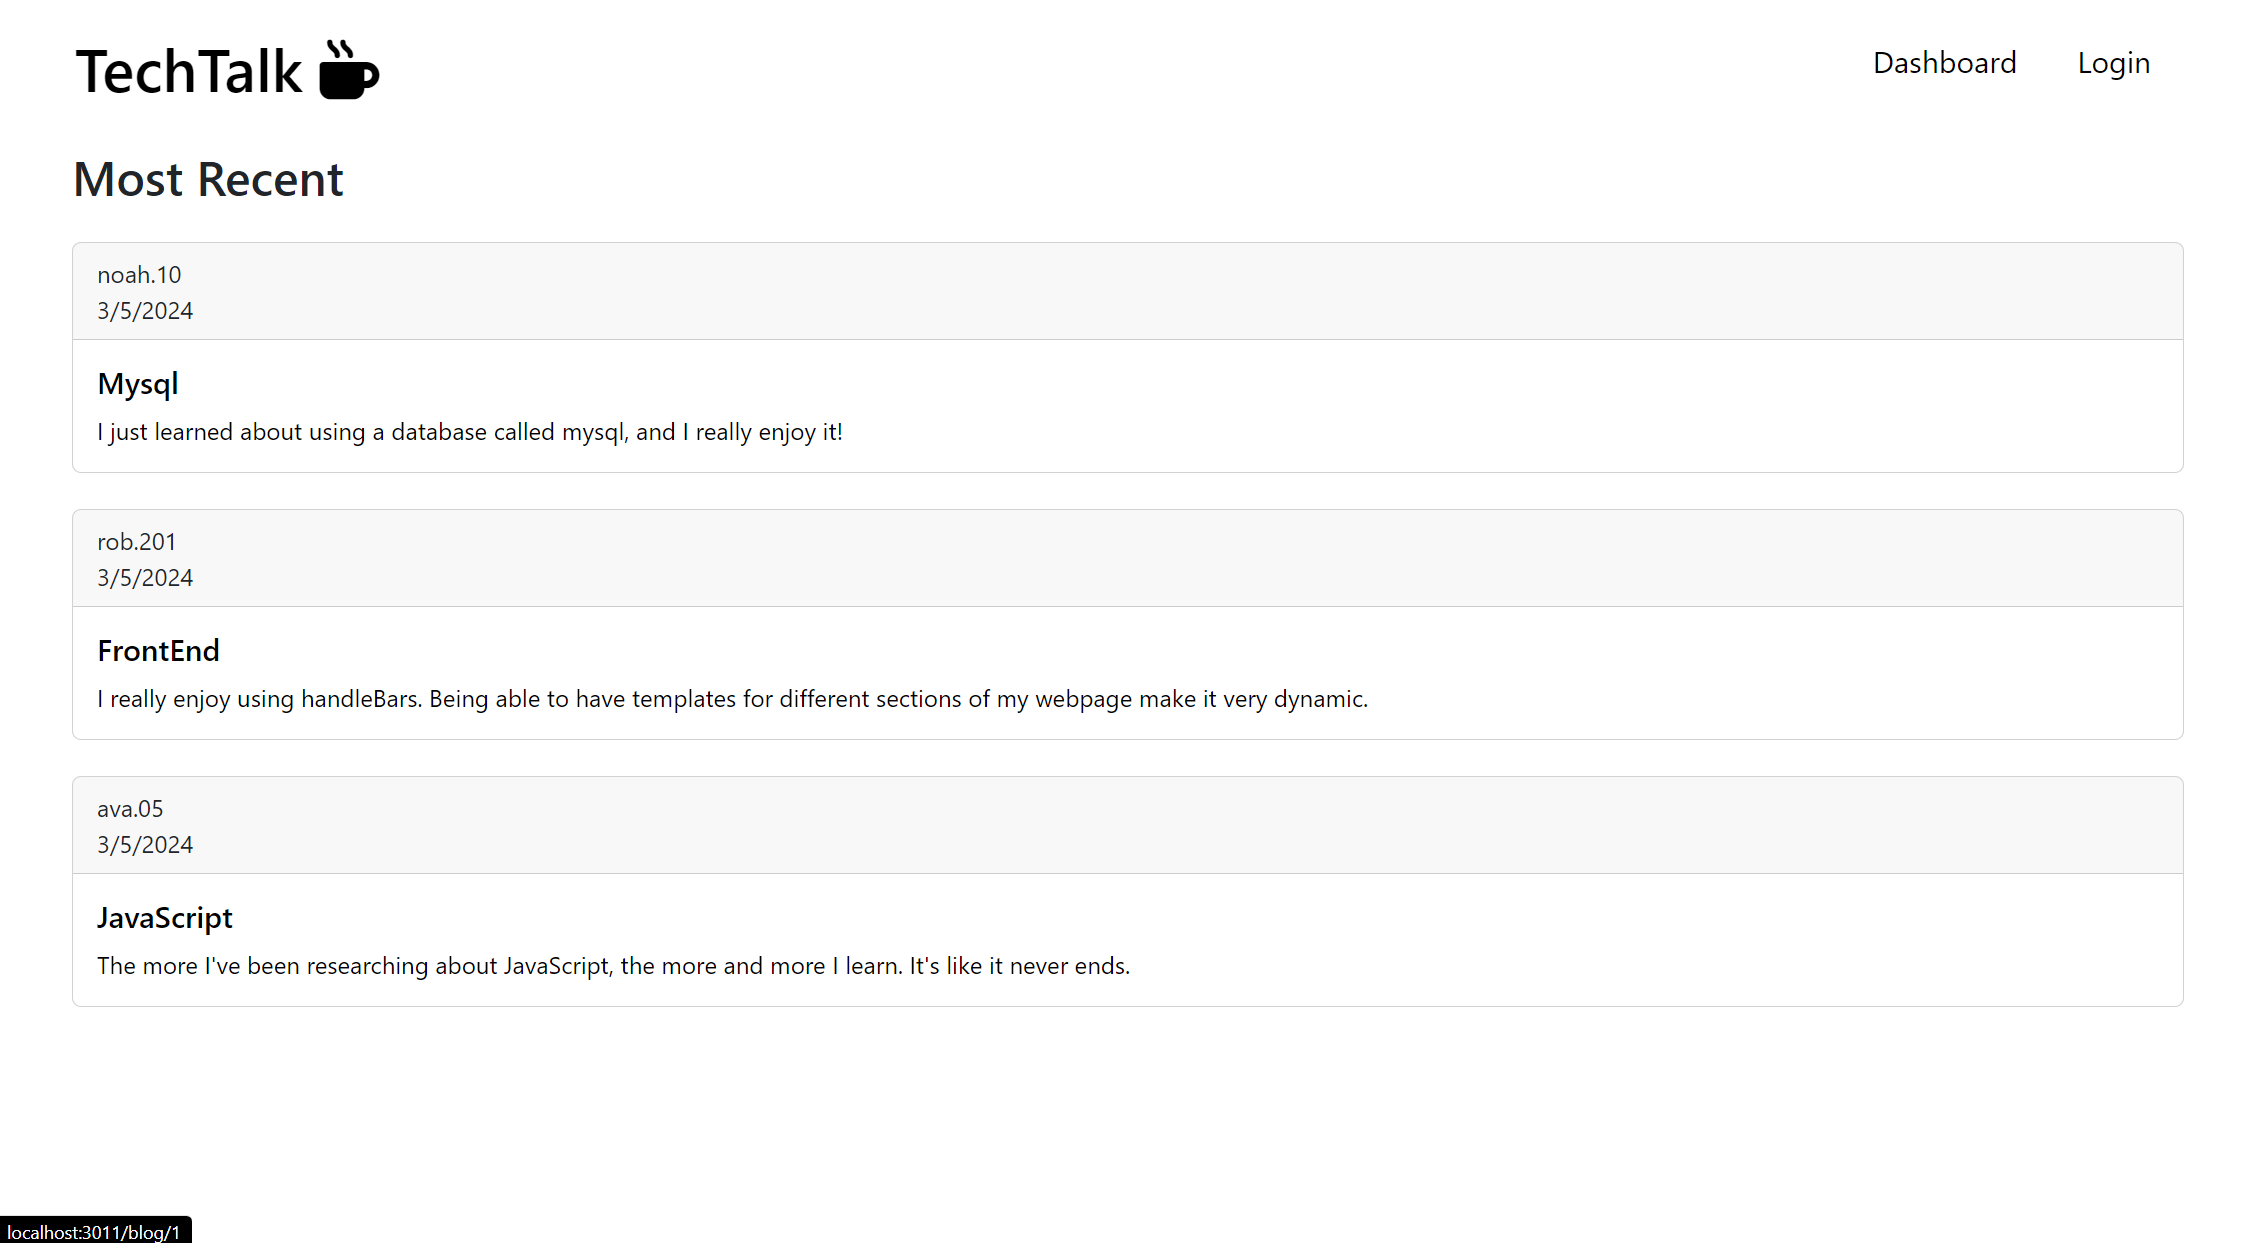 TechTalk
Dashboard
Login
Most Recent
noah.10
3/5/2024
Mysql
I just learned about using a database called mysql, and I really enjoy it!
rob.201
3/5/2024
FrontEnd
I really enjoy using handleBars. Being able to have templates for different sections of my webpage make it very dynamic.
ava.05
3/5/2024
JavaScript
The more I've been researching about JavaScript, the more and more I learn. It's like it never ends.
localhost:3011/blog/1